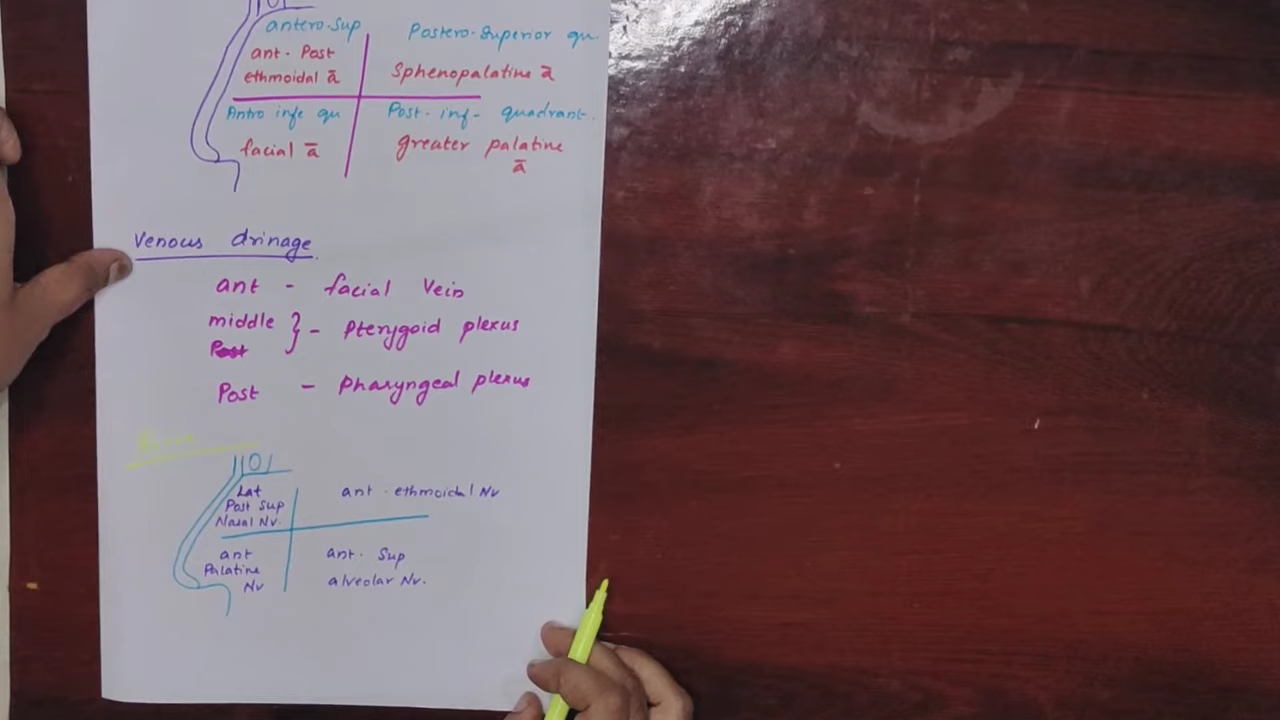 antero-sup
Postero-Superior qu.
ant. Post
ethmoidal ā
Sphenopalatine ā
Antro infe qu
Post. inf- quadrant.
facial ā
greater palatine
ā
Venous drinage
ant - facial Vein
middle } - Pterygoid plexus
Post - Pharyngeal plexus
Lat
Post Sup
Nasal Nv.
ant . ethmoidal Nv
ant
Palatine
Nv
ant. Sup
alveolar Nv.